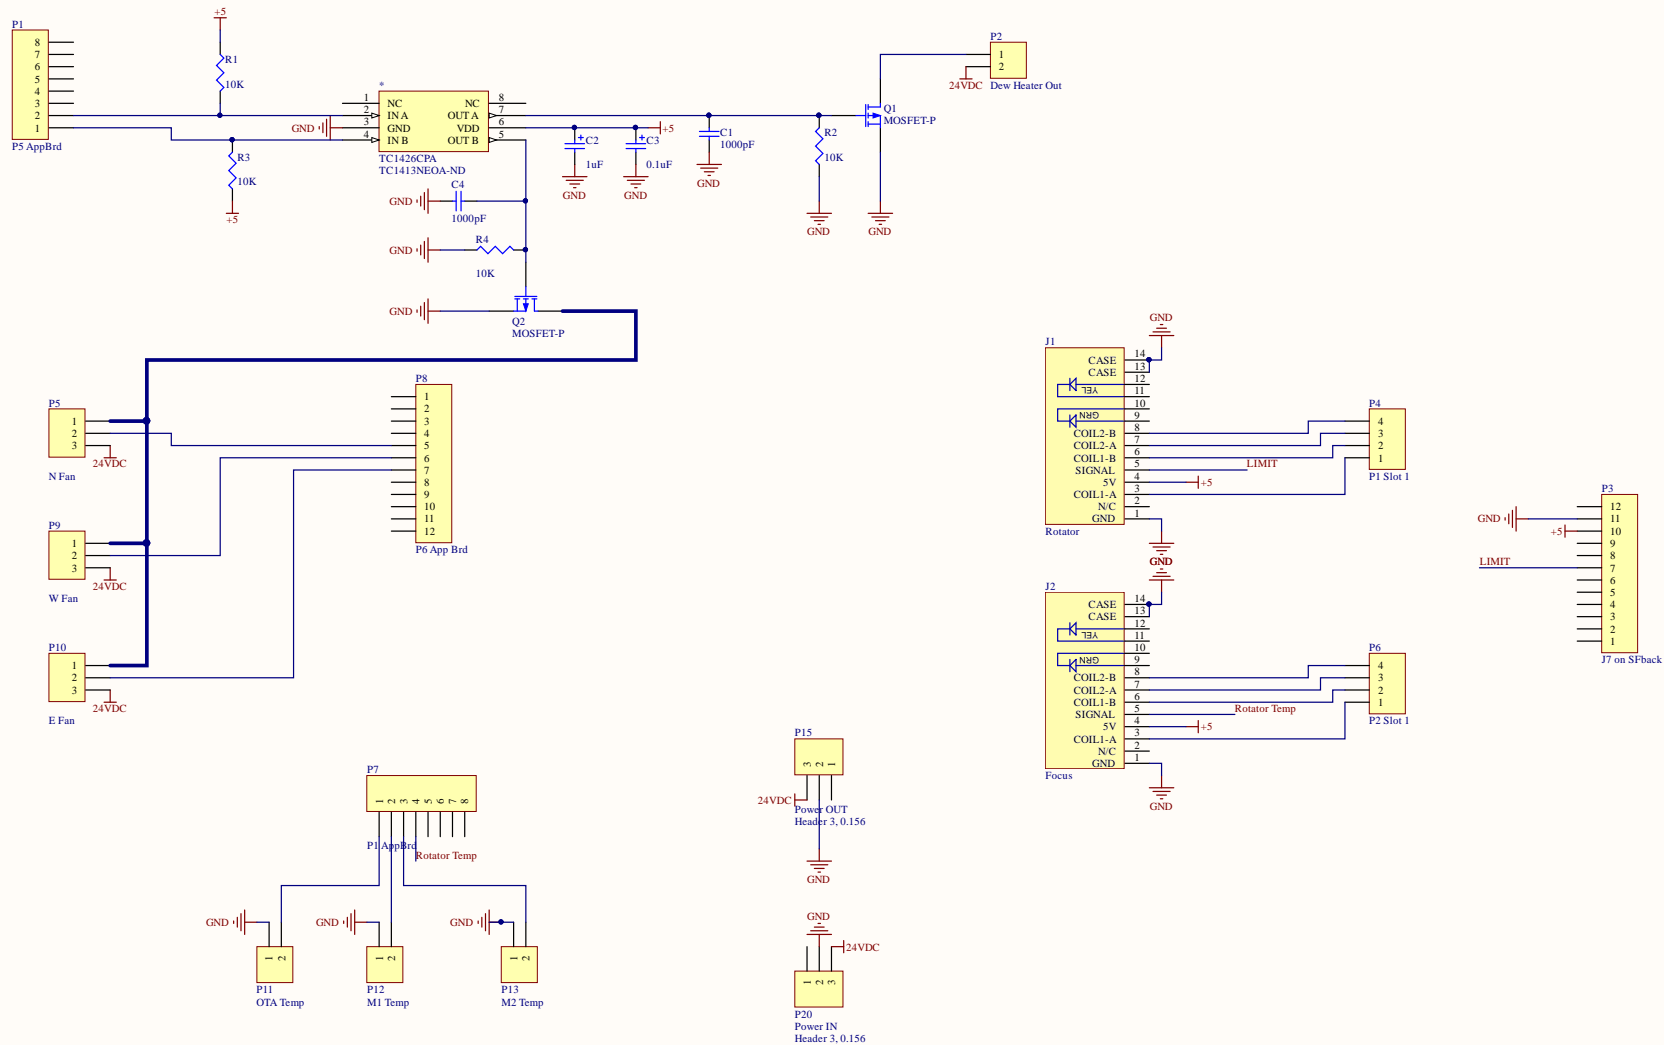 P1
8
7
6
5
4
3
2
1
P5 AppBrd
+5
R1
10K
R3
10K
+5
*
1
2
3
4
NC
IN A
GND
IN B
NC
OUT A
VDD
OUT B
8
7
6
5
GND
TC1426CPA
TC1413NEOA-ND
+5
C2
1uF
GND
C3
0.1uF
GND
C1
1000pF
GND
R2
10K
GND
Q1
MOSFET-P
GND
P2
1
2
24VDC
Dew Heater Out
C4
GND
1000pF
R4
GND
10K
GND
Q2
MOSFET-P
P5
1
2
3
24VDC
N Fan
P9
1
2
3
24VDC
W Fan
P10
1
2
3
24VDC
E Fan
P8
1
2
3
4
5
6
7
8
9
10
11
12
P6 App Brd
GND
J1
CASE 14
CASE 13
12
YEL 11
10
GRN 9
COIL2-B 8
COIL2-A 7
COIL1-B 6
SIGNAL 5
5V 4
COIL1-A 3
N/C 2
GND 1
Rotator
LIMIT
+5
GND
P4
4
3
2
1
P1 Slot 1
GND
J2
CASE 14
CASE 13
12
YEL 11
10
GRN 9
COIL2-B 8
COIL2-A 7
COIL1-B 6
SIGNAL 5
5V 4
COIL1-A 3
N/C 2
GND 1
Focus
Rotator Temp
+5
GND
P6
4
3
2
1
P2 Slot 1
P3
12
11
10
9
8
7
6
5
4
3
2
1
GND
+5
LIMIT
J7 on SFback
P7
1 2 3 4 5 6 7 8
P1 AppBrd
Rotator Temp
GND
1 2
P11
OTA Temp
GND
1 2
P12
M1 Temp
GND
1 2
P13
M2 Temp
P15
3 2 1
24VDC
Power OUT
Header 3, 0.156
GND
GND
24VDC
1 2 3
P20
Power IN
Header 3, 0.156